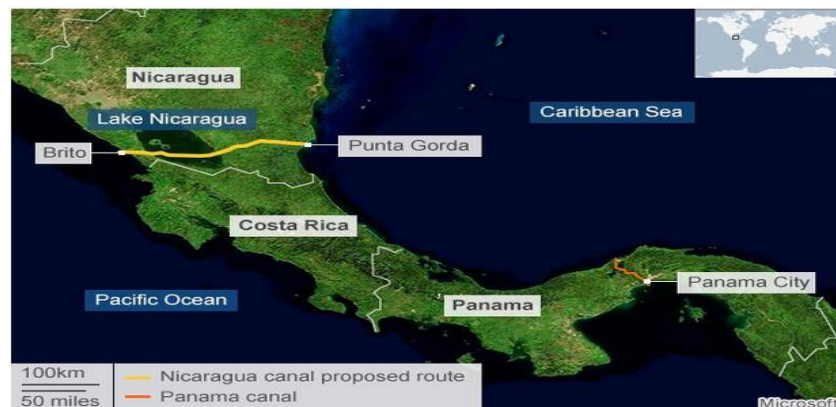 Nicaragua
Lake Nicaragua
Caribbean Sea
Brito
Punta Gorda
Costa Rica
Pacific Ocean
Panama
Panama City
100km
50 miles
Nicaragua canal proposed route
Panama canal
Microsoft